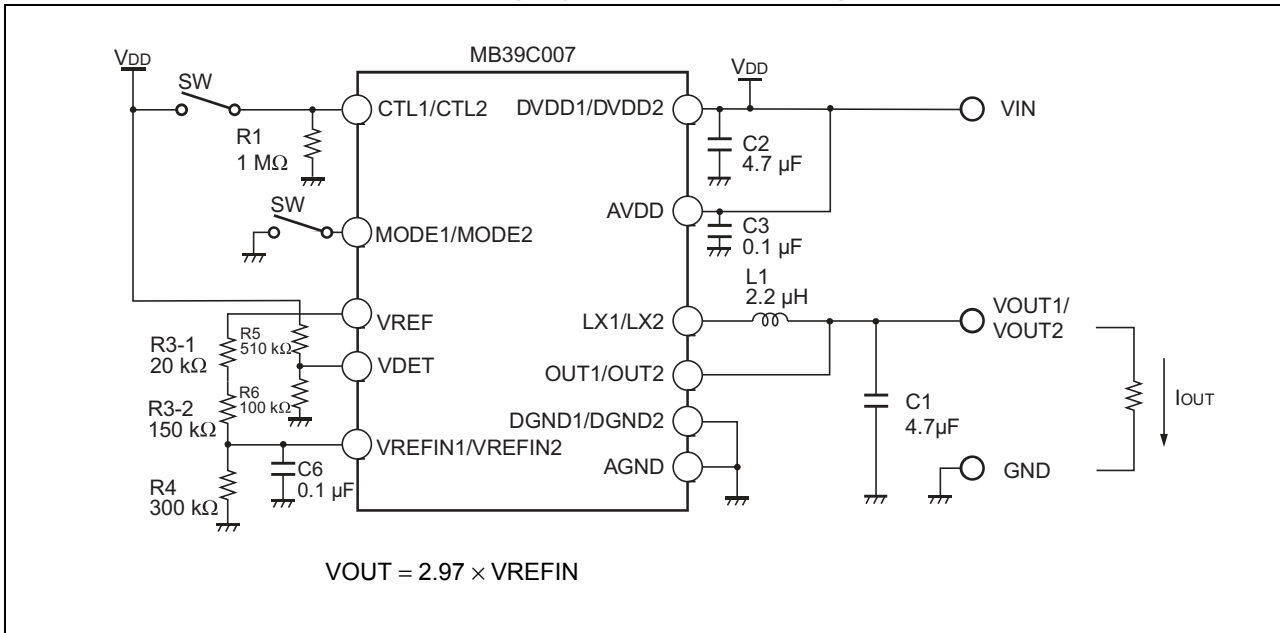 MB39C007
VDD
SW
CTL1/CTL2
R1
1 MΩ
SW
MODE1/MODE2
VREF
R3-1
20 kΩ
R5
510 kΩ
VDET
R3-2
150 kΩ
R6
100 kΩ
VREFIN1/VREFIN2
C6
0.1 µF
R4
300 kΩ
VDD
DVDD1/DVDD2
VIN
C2
4.7 µF
AVDD
C3
0.1 µF
L1
2.2 µH
LX1/LX2
VOUT1/
VOUT2
OUT1/OUT2
C1
4.7µF
IOUT
DGND1/DGND2
AGND
GND
VOUT = 2.97 × VREFIN